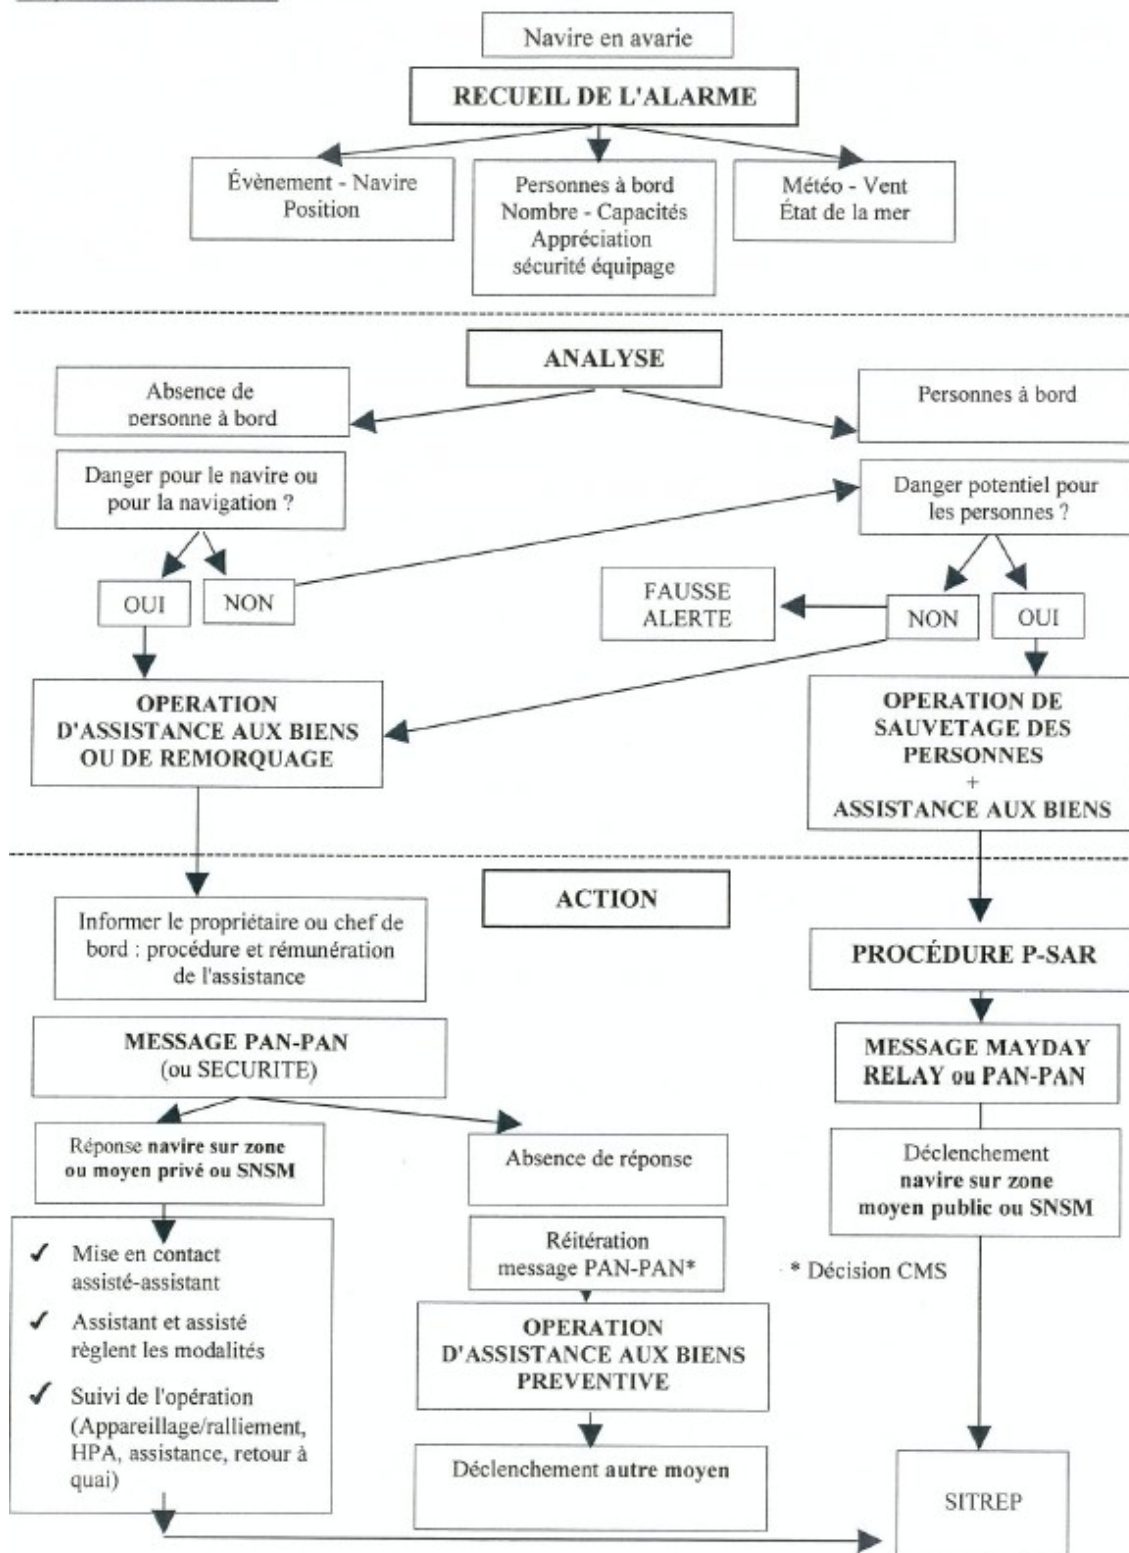 Navire en avarie
RECUEIL DE L'ALARME
Évènement - Navire
Position
Personnes à bord
Nombre - Capacités
Appréciation
sécurité équipage
Météo - Vent
État de la mer
ANALYSE
Absence de
personne à bord
Personnes à bord
Danger pour le navire ou
pour la navigation ?
Danger potentiel pour
les personnes ?
OUI
NON
FAUSSE
ALERTE
NON
OUI
OPERATION
D'ASSISTANCE AUX BIENS
OU DE REMORQUAGE
OPERATION DE
SAUVETAGE DES
PERSONNES
+
ASSISTANCE AUX BIENS
ACTION
Informer le propriétaire ou chef de
bord : procédure et rémunération
de l'assistance
PROCÉDURE P-SAR
MESSAGE PAN-PAN
(ou SECURITE)
MESSAGE MAYDAY
RELAY ou PAN-PAN
Réponse navire sur zone
ou moyen privé ou SNSM
Absence de réponse
Déclenchement
navire sur zone
moyen public ou SNSM
✓ Mise en contact
assisté-assistant
✓ Assistant et assisté
règlent les modalités
✓ Suivi de l'opération
(Appareillage/ralliement,
HPA, assistance, retour à
quai)
Réitération
message PAN-PAN*
* Décision CMS
OPERATION
D'ASSISTANCE AUX BIENS
PREVENTIVE
Déclenchement autre moyen
SITREP